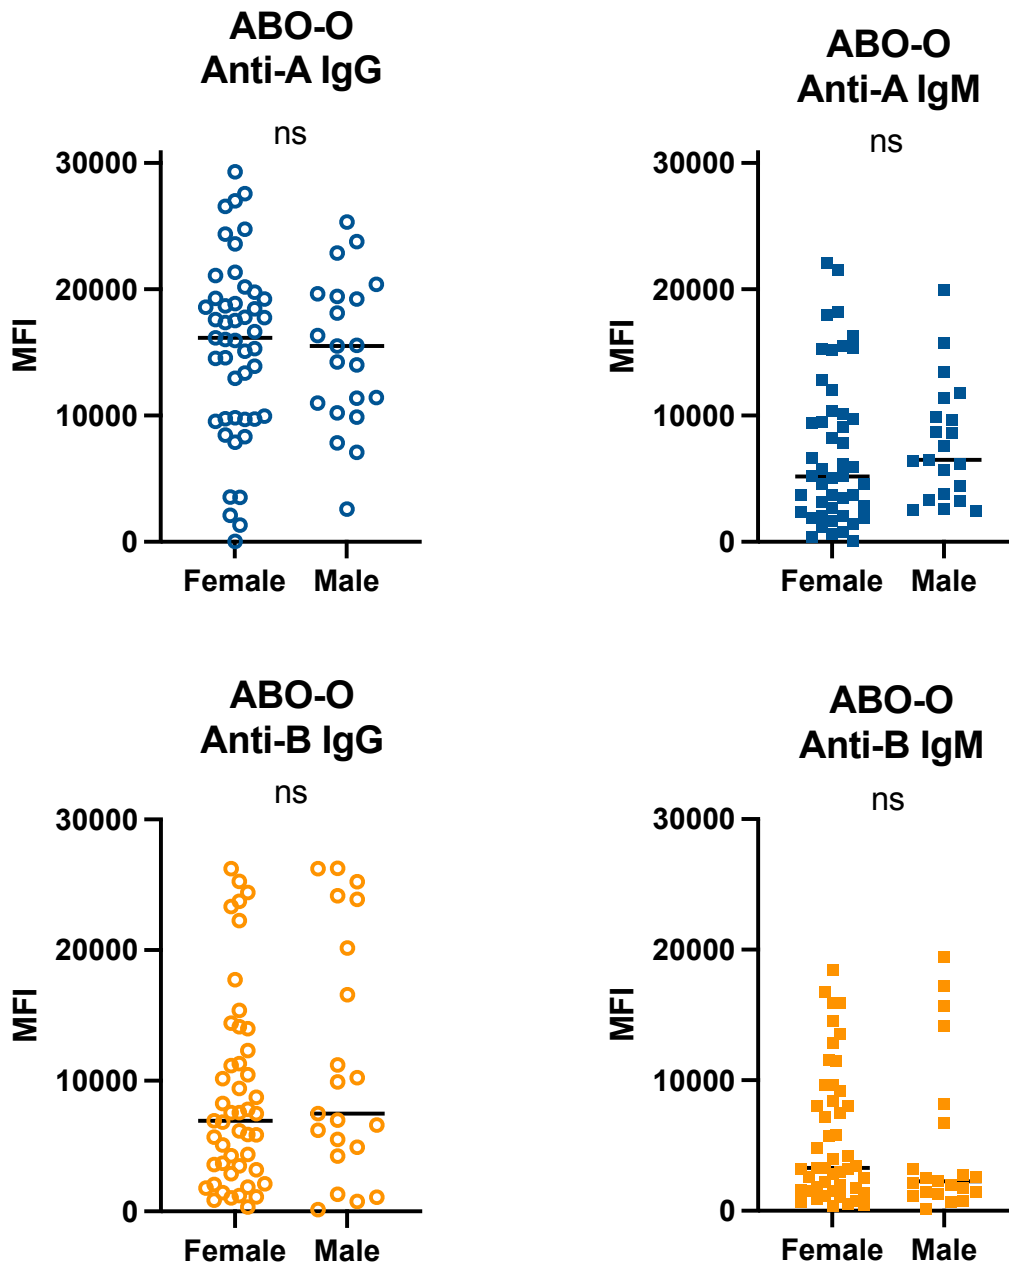 ABO-O
Anti-A IgG
ns
30000
20000
10000
0
MFI
Female Male
ABO-O
Anti-A IgM
ns
30000
20000
10000
0
MFI
Female Male
ABO-O
Anti-B IgG
ns
30000
20000
10000
0
MFI
Female Male
ABO-O
Anti-B IgM
ns
30000
20000
10000
0
MFI
Female Male